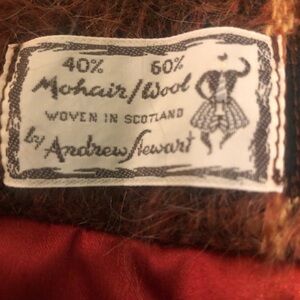 40% 60%
Mohair/Wool
WOVEN IN SCOTLAND
by Andrew Stewart